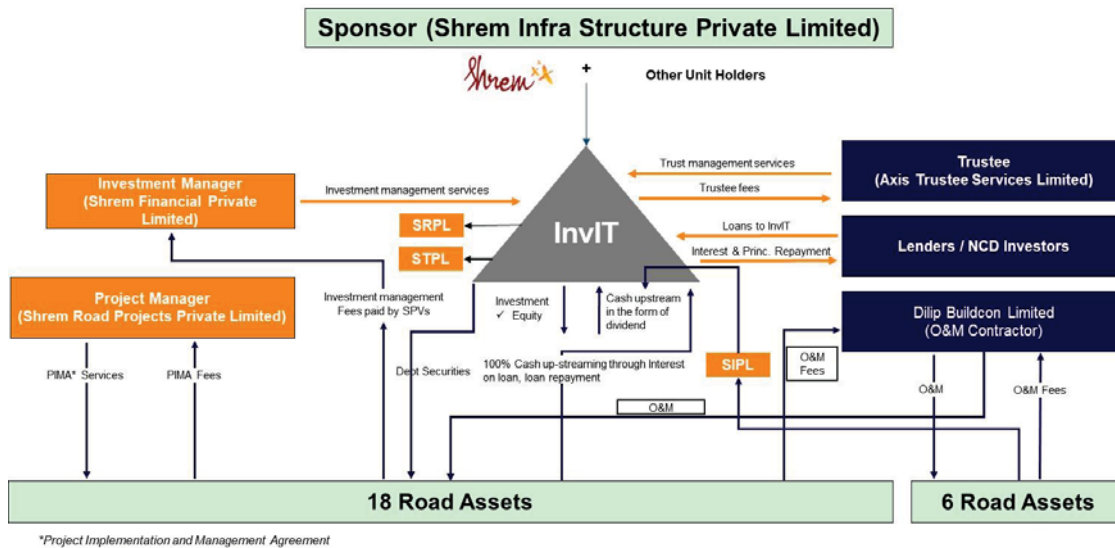 Sponsor (Shrem Infra Structure Private Limited)
Shrem
+
Other Unit Holders
Trust management services
Trustee
(Axis Trustee Services Limited)
Investment Manager
(Shrem Financial Private
Limited)
Investment management services
Trustee fees
SRPL
InvIT
Loans to InvIT
Lenders / NCD Investors
STPL
Interest & Princ. Repayment
Project Manager
(Shrem Road Projects Private Limited)
Investment management
Fees paid by SPVs
Investment
✓ Equity
Cash upstream
in the form of
dividend
Dilip Buildcon Limited
(O&M Contractor)
PIMA* Services
PIMA Fees
Debt Securities
100% Cash up-streaming through Interest
on loan, loan repayment
SIPL
O&M
Fees
O&M
O&M Fees
O&M
18 Road Assets
6 Road Assets
*Project Implementation and Management Agreement